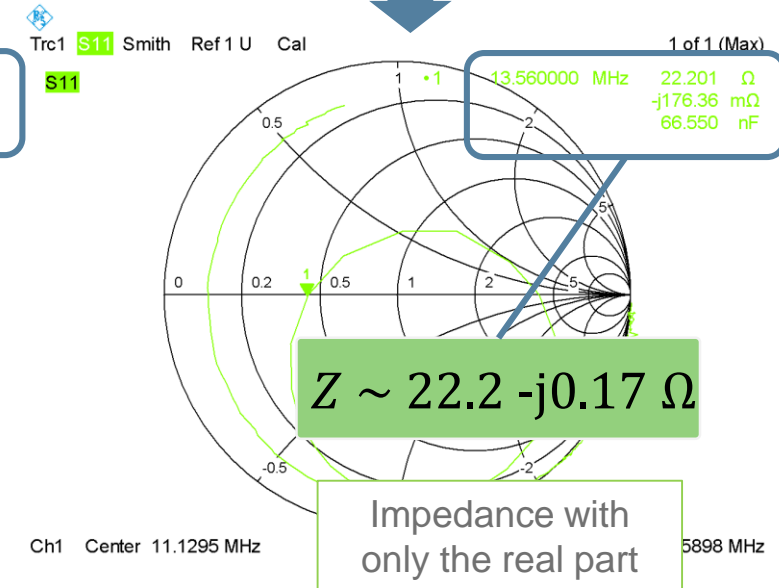 Trc1 S11 Smith Ref 1 U Cal 1 of 1 (Max)
S11
1 •1 13.560000 MHz 22.201 Ω
-j176.36 mΩ
66.550 nF
0.5 2
5
1
0 0.2 0.5 1 2 5
Z ~ 22.2 -j0.17 Ω
-0.5 -2
Impedance with
only the real part
Ch1 Center 11.1295 MHz 5898 MHz